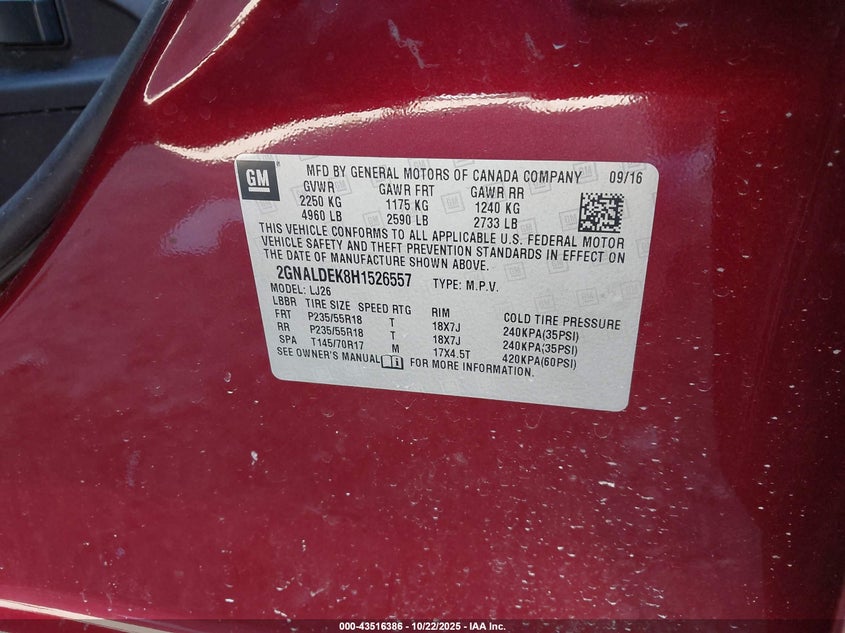 GM
MFD BY GENERAL MOTORS OF CANADA COMPANY 09/16
GVWR GAWR FRT GAWR RR
2250 KG 1175 KG 1240 KG
4960 LB 2590 LB 2733 LB
THIS VEHICLE CONFORMS TO ALL APPLICABLE U.S. FEDERAL MOTOR
VEHICLE SAFETY AND THEFT PREVENTION STANDARDS IN EFFECT ON
THE DATE OF MANUFACTURE SHOWN ABOVE.
2GNALDEK8H1526557 TYPE: M.P.V.
MODEL: LJ26
LBBR TIRE SIZE SPEED RTG RIM COLD TIRE PRESSURE
FRT P235/55R18 T 18X7J 240KPA(35PSI)
RR P235/55R18 T 18X7J 240KPA(35PSI)
SPA T145/70R17 M 17X4.5T 420KPA(60PSI)
SEE OWNER'S MANUAL FOR MORE INFORMATION.
000-43516386 - 10/22/2025 - IAA Inc.